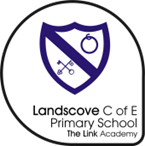 Landscove C of E
Primary School
The Link Academy